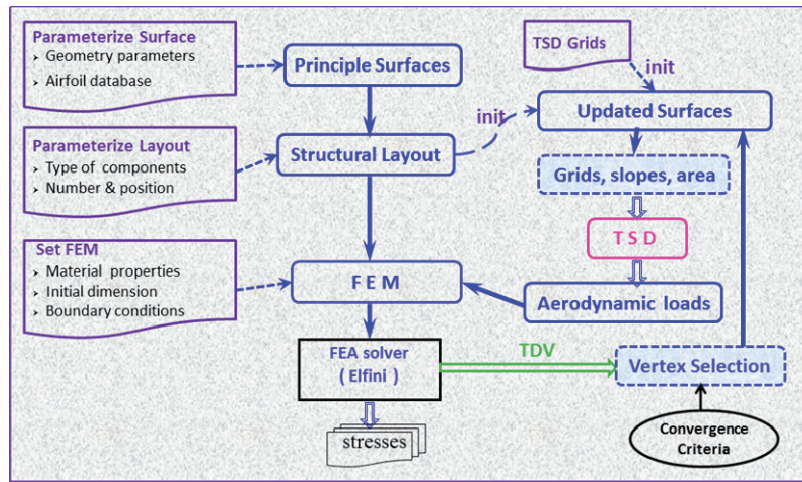 Parameterize Surface
Geometry parameters
Airfoil database
Principle Surfaces
TSD Grids
init
Updated Surfaces
Parameterize Layout
Type of components
Number & position
Structural Layout
init
Grids, slopes, area
T S D
Set FEM
Material properties
Initial dimension
Boundary conditions
F E M
Aerodynamic loads
FEA solver
( Elfini )
TDV
Vertex Selection
stresses
Convergence
Criteria